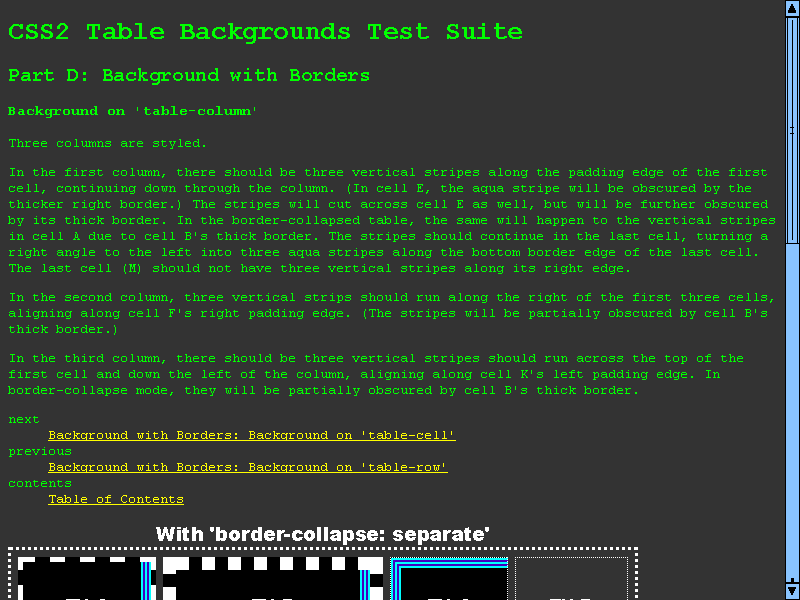 CSS2 Table Backgrounds Test Suite
Part D: Background with Borders
Background on 'table-column'
Three columns are styled.
In the first column, there should be three vertical stripes along the padding edge of the first
cell, continuing down through the column. (In cell E, the aqua stripe will be obscured by the
thicker right border.) The stripes will cut across cell E as well, but will be further obscured
by its thick border. In the border-collapsed table, the same will happen to the vertical stripes
in cell A due to cell B's thick border. The stripes should continue in the last cell, turning a
right angle to the left into three aqua stripes along the bottom border edge of the last cell.
The last cell (M) should not have three vertical stripes along its right edge.
In the second column, three vertical strips should run along the right of the first three cells,
aligning along cell F's right padding edge. (The stripes will be partially obscured by cell B's
thick border.)
In the third column, there should be three vertical stripes should run across the top of the
first cell and down the left of the column, aligning along cell K's left padding edge. In
border-collapse mode, they will be partially obscured by cell B's thick border.
next
Background with Borders: Background on 'table-cell'
previous
Background with Borders: Background on 'table-row'
contents
Table of Contents
With 'border-collapse: separate'